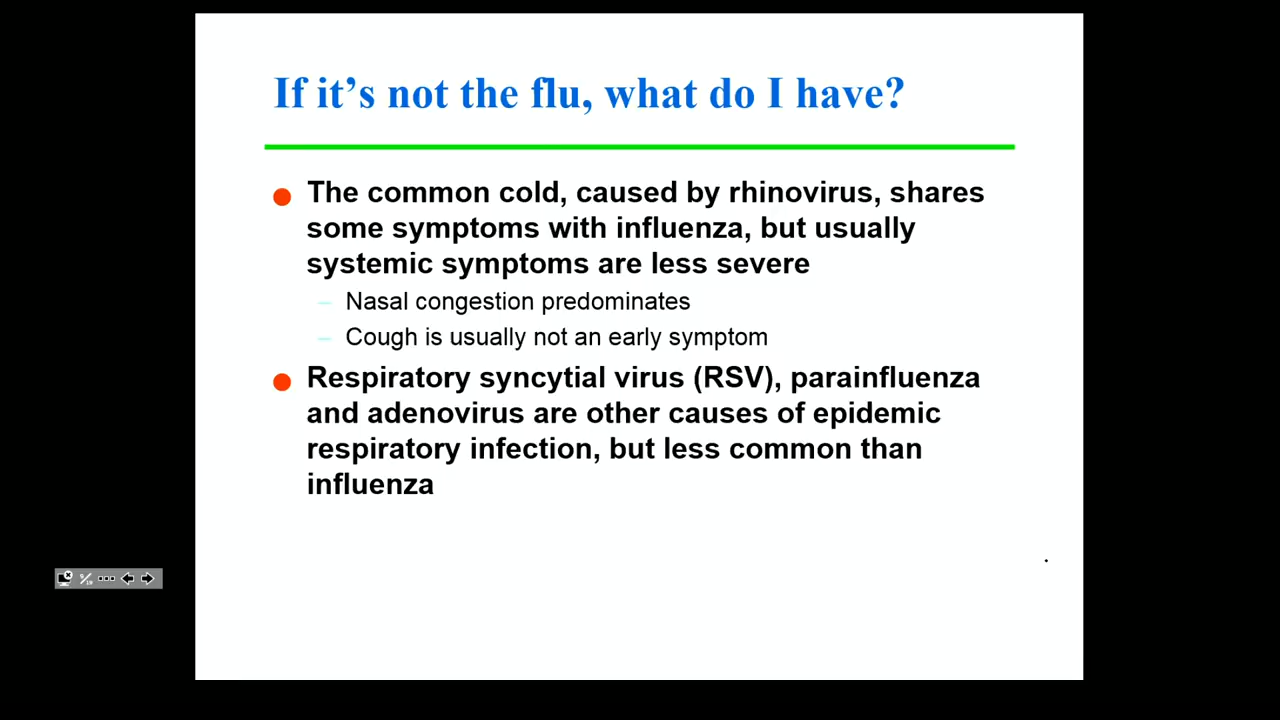 If it’s not the flu, what do I have?
The common cold, caused by rhinovirus, shares
some symptoms with influenza, but usually
systemic symptoms are less severe
– Nasal congestion predominates
– Cough is usually not an early symptom
Respiratory syncytial virus (RSV), parainfluenza
and adenovirus are other causes of epidemic
respiratory infection, but less common than
influenza